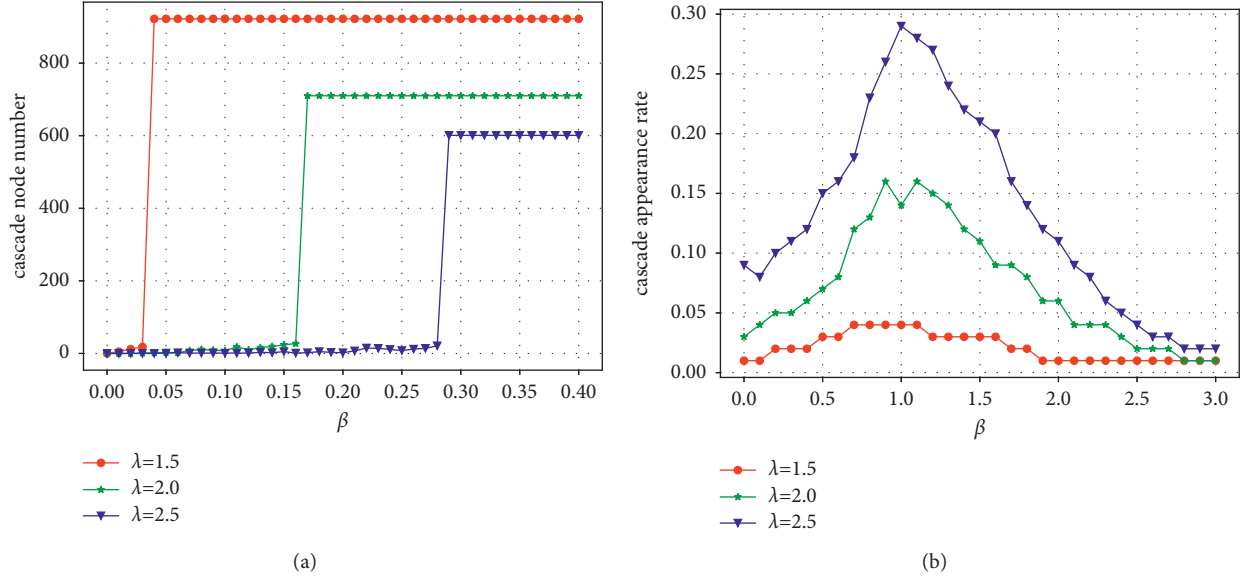 cascade node number
800
600
400
200
0
0.00 0.05 0.10 0.15 0.20 0.25 0.30 0.35 0.40
β
λ=1.5
λ=2.0
λ=2.5
(a)
cascade appearance rate
0.30
0.25
0.20
0.15
0.10
0.05
0.00
0.0 0.5 1.0 1.5 2.0 2.5 3.0
β
λ=1.5
λ=2.0
λ=2.5
(b)